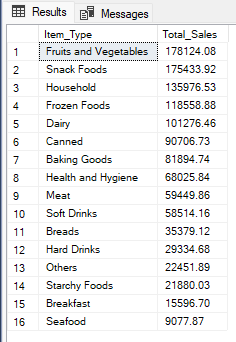 Results Messages
Item_Type Total_Sales
1 Fruits and Vegetables 178124.08
2 Snack Foods 175433.92
3 Household 135976.53
4 Frozen Foods 118558.88
5 Dairy 101276.46
6 Canned 90706.73
7 Baking Goods 81894.74
8 Health and Hygiene 68025.84
9 Meat 59449.86
10 Soft Drinks 58514.16
11 Breads 35379.12
12 Hard Drinks 29334.68
13 Others 22451.89
14 Starchy Foods 21880.03
15 Breakfast 15596.70
16 Seafood 9077.87